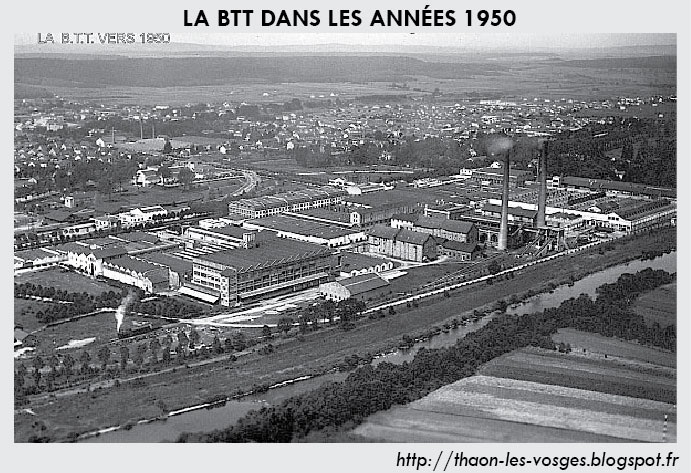 LA BTT DANS LES ANNÉES 1950
LA B.T.T. VERS 1950
http://thaon-les-vosges.blogspot.fr